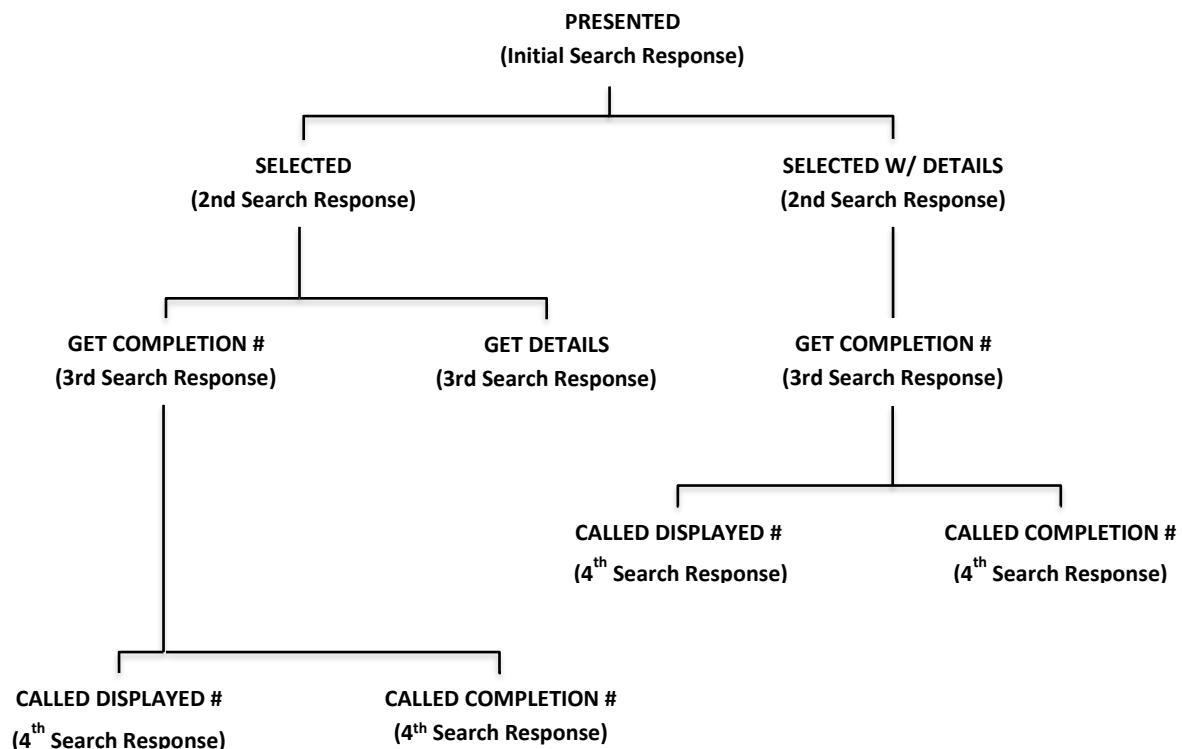 PRESENTED
(Initial Search Response)
SELECTED
(2nd Search Response)
SELECTED W/ DETAILS
(2nd Search Response)
GET COMPLETION #
(3rd Search Response)
GET DETAILS
(3rd Search Response)
GET COMPLETION #
(3rd Search Response)
CALLED DISPLAYED #
(4th Search Response)
CALLED COMPLETION #
(4th Search Response)
CALLED DISPLAYED #
(4th Search Response)
CALLED COMPLETION #
(4th Search Response)